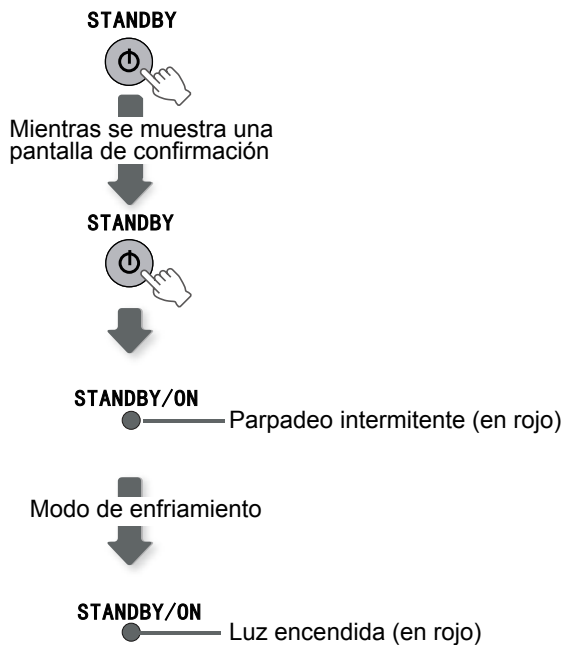 STANDBY
Mientras se muestra una
pantalla de confirmación
STANDBY
STANDBY/ON
Parpadeo intermitente (en rojo)
Modo de enfriamiento
STANDBY/ON
Luz encendida (en rojo)